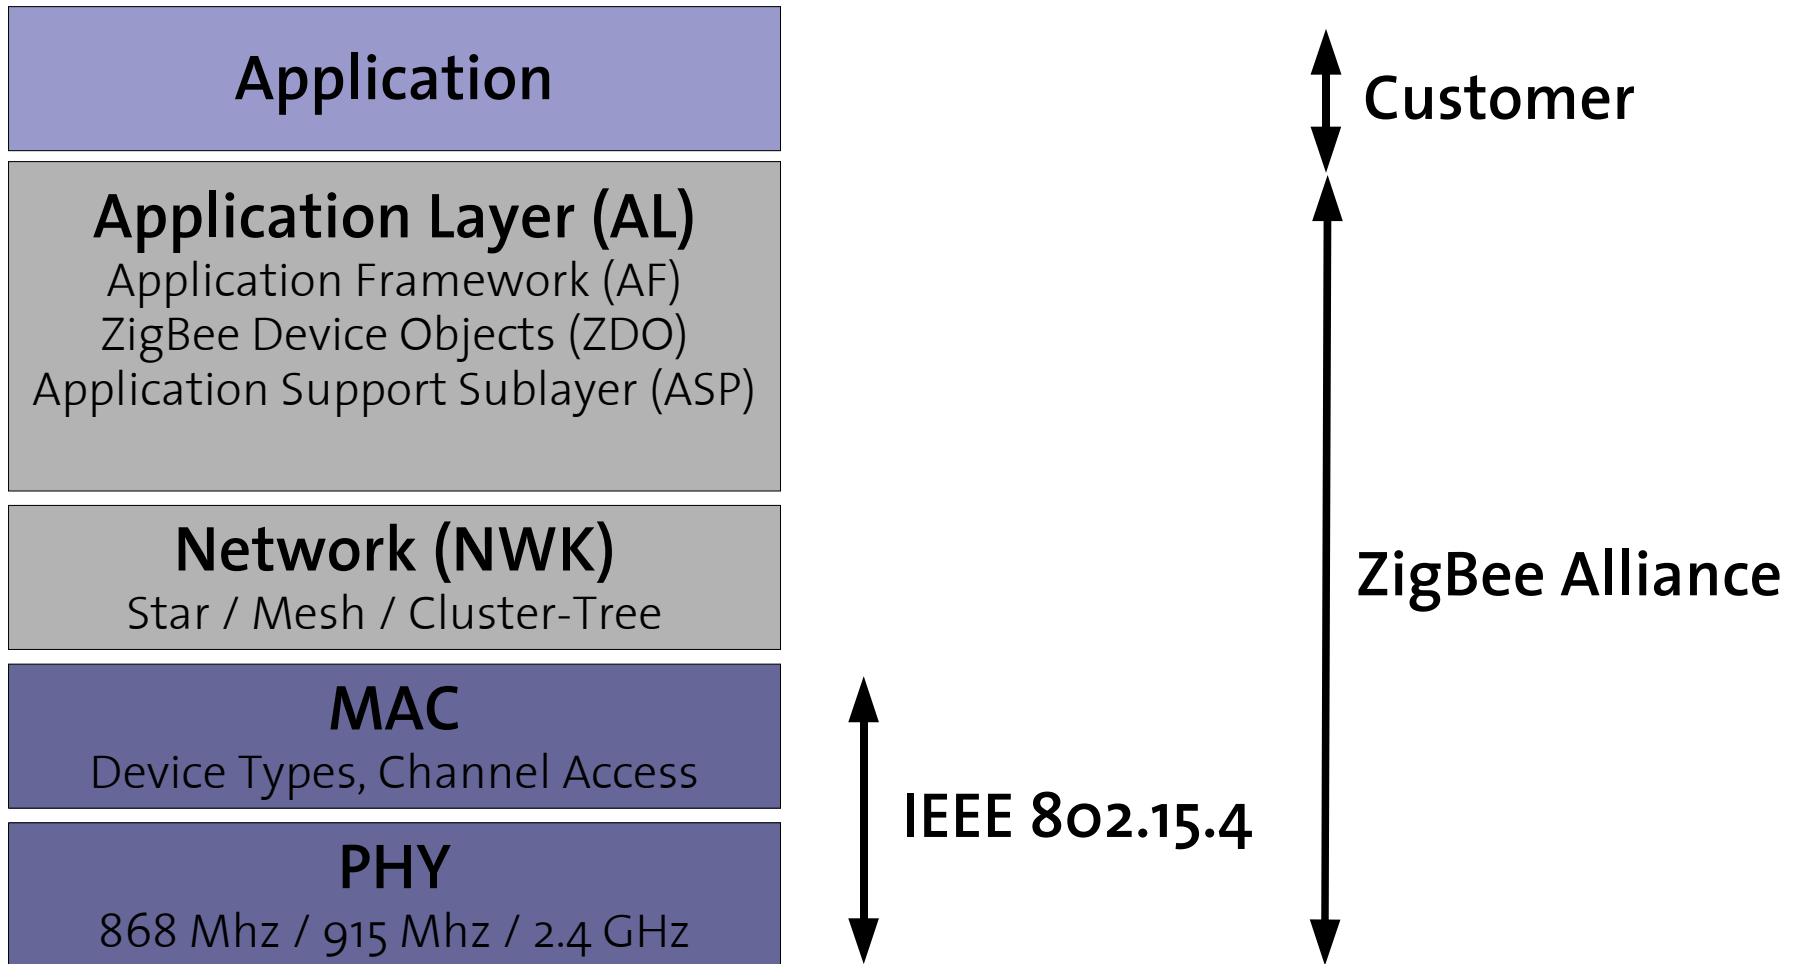 Application
Customer
Application Layer (AL)
Application Framework (AF)
ZigBee Device Objects (ZDO)
Application Support Sublayer (ASP)
Network (NWK)
Star / Mesh / Cluster-Tree
ZigBee Alliance
MAC
Device Types, Channel Access
IEEE 802.15.4
PHY
868 Mhz / 915 Mhz / 2.4 GHz